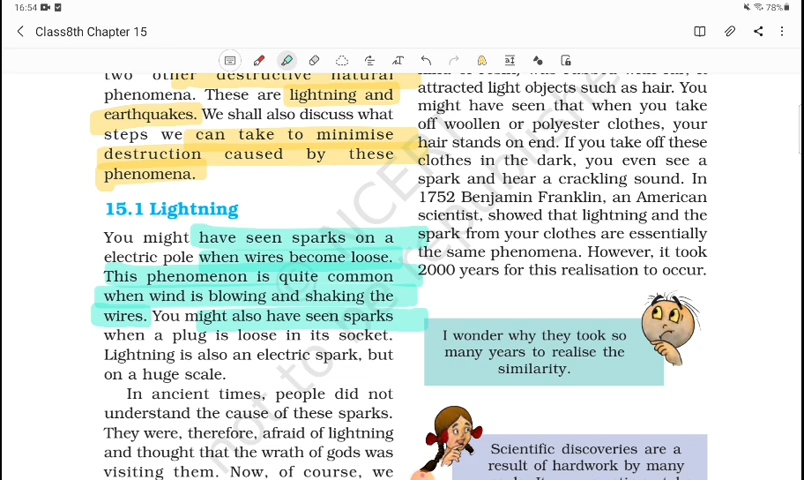 16:54
78%
Class8th Chapter 15
two other destructive natural
phenomena. These are lightning and
earthquakes. We shall also discuss what
steps we can take to minimise
destruction caused by these
phenomena.
15.1 Lightning
You might have seen sparks on a
electric pole when wires become loose.
This phenomenon is quite common
when wind is blowing and shaking the
wires. You might also have seen sparks
when a plug is loose in its socket.
Lightning is also an electric spark, but
on a huge scale.
In ancient times, people did not
understand the cause of these sparks.
They were, therefore, afraid of lightning
and thought that the wrath of gods was
visiting them. Now, of course, we
attracted light objects such as hair. You
might have seen that when you take
off woollen or polyester clothes, your
hair stands on end. If you take off these
clothes in the dark, you even see a
spark and hear a crackling sound. In
1752 Benjamin Franklin, an American
scientist, showed that lightning and the
spark from your clothes are essentially
the same phenomena. However, it took
2000 years for this realisation to occur.
I wonder why they took so
many years to realise the
similarity.
Scientific discoveries are a
result of hardwork by many
© NCERT
not to be republished